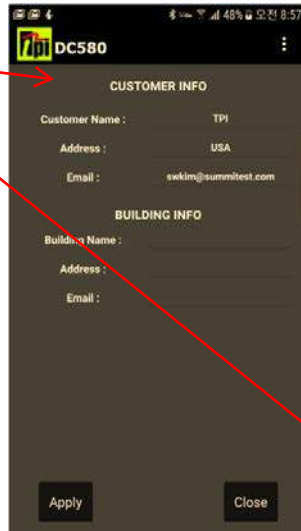 4 48% 오전 8:57
TPI DC580
CUSTOMER INFO
Customer Name : TPI
Address : USA
Email : swkim@summitest.com
BUILDING INFO
Building Name :
Address :
Email :
Apply Close